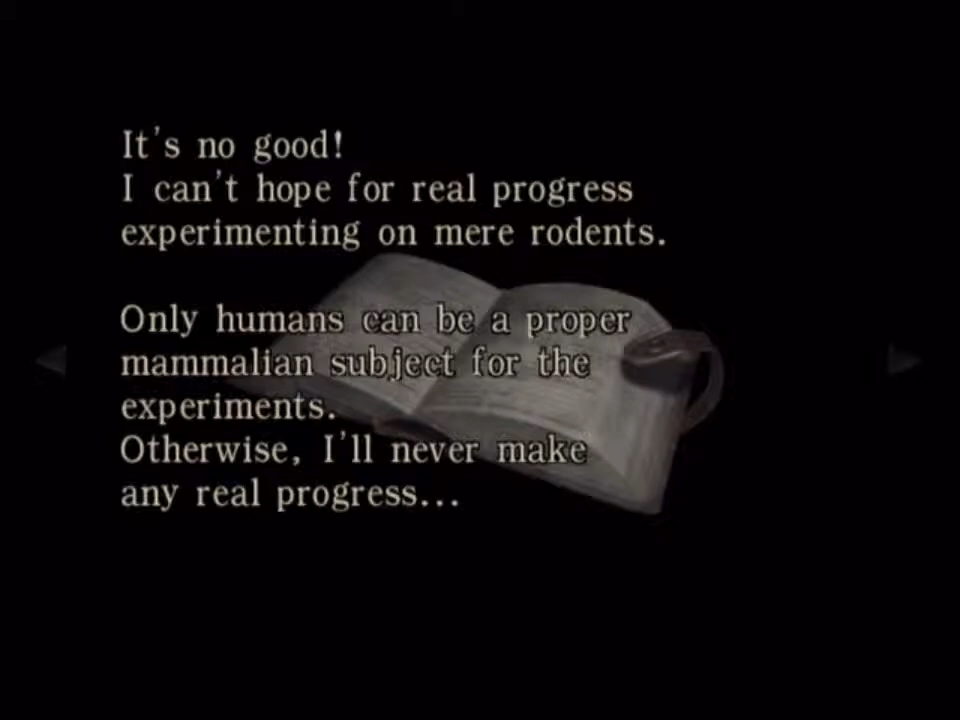 It's no good!
I can't hope for real progress
experimenting on mere rodents.
Only humans can be a proper
mammalian subject for the
experiments.
Otherwise, I'll never make
any real progress...